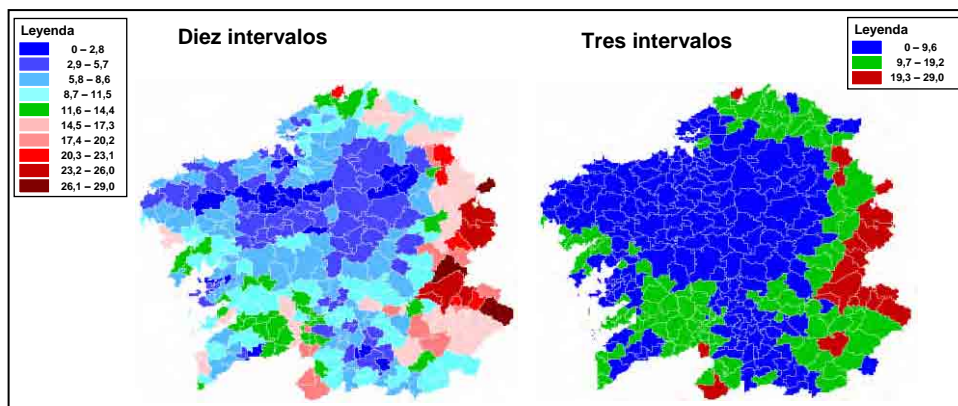 Leyenda
0 – 2,8
2,9 – 5,7
5,8 – 8,6
8,7 – 11,5
11,6 – 14,4
14,5 – 17,3
17,4 – 20,2
20,3 – 23,1
23,2 – 26,0
26,1 – 29,0
Diez intervalos
Tres intervalos
Leyenda
0 – 9,6
9,7 – 19,2
19,3 – 29,0